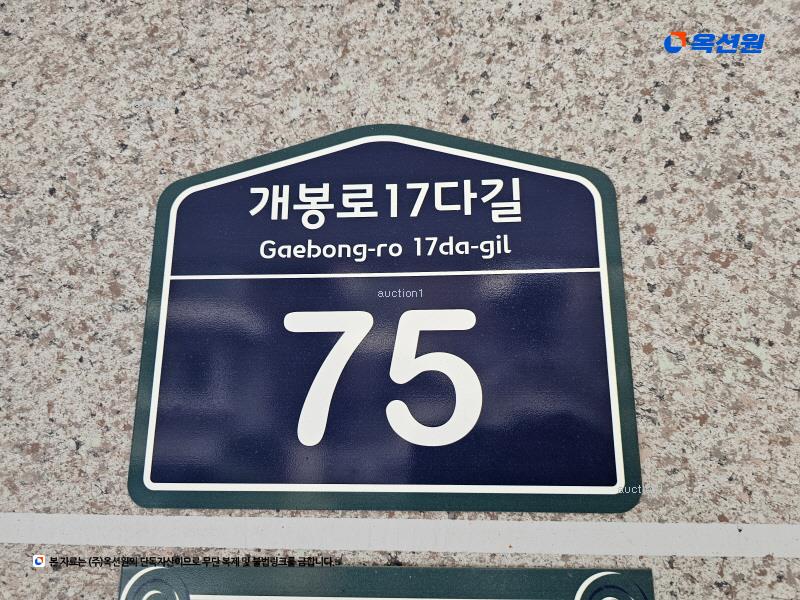 옥션원
개봉로17다길
Gaebong-ro 17da-gil
auction1
75
auction1
본 자료는 (주)옥션원의 단독자산이므로 무단 복제 및 불법링크를 금합니다.